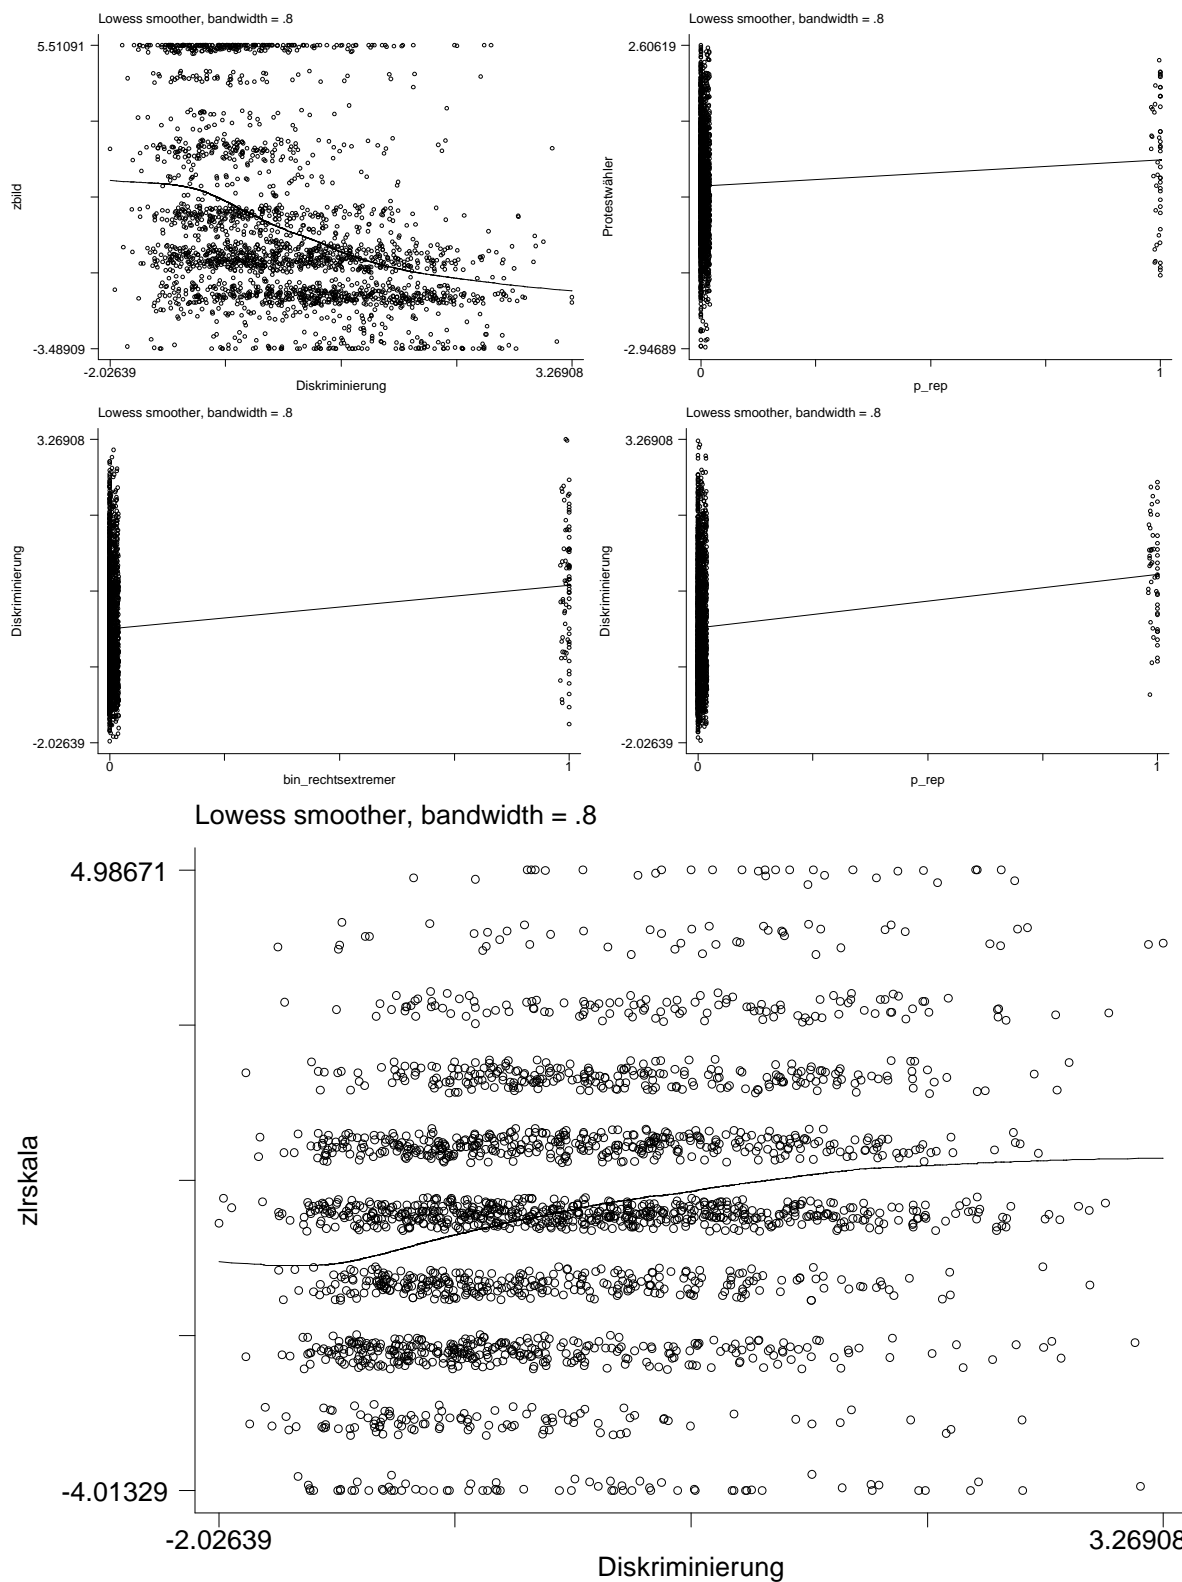 Lowess smoother, bandwidth = .8
5.51091
zbild
-3.48909
-2.02639
3.26908
Diskriminierung
Lowess smoother, bandwidth = .8
2.60619
Protestwähler
-2.94689
0
1
p_rep
Lowess smoother, bandwidth = .8
3.26908
Diskriminierung
-2.02639
0
1
bin_rechtsextremer
Lowess smoother, bandwidth = .8
3.26908
Diskriminierung
-2.02639
0
1
p_rep
Lowess smoother, bandwidth = .8
4.98671
zlrskala
-4.01329
-2.02639
3.26908
Diskriminierung